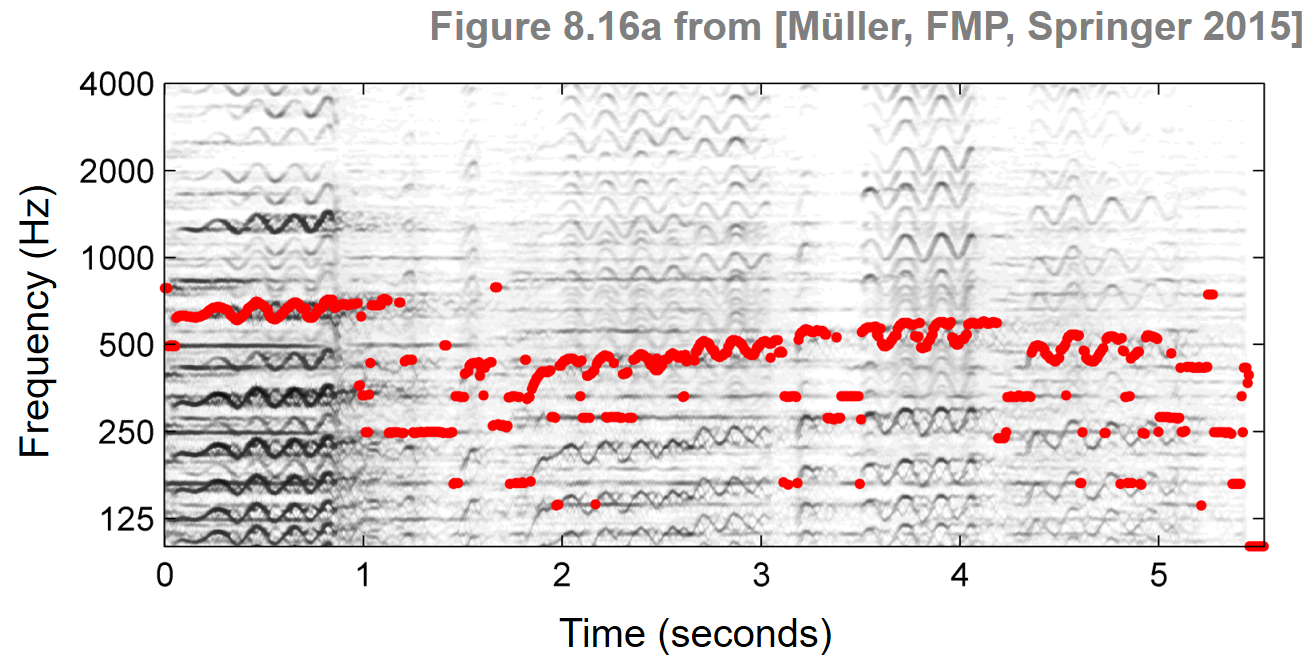 Figure 8.16a from [Müller, FMP, Springer 2015]
4000
2000
1000
500
250
125
Frequency (Hz)
0 1 2 3 4 5
Time (seconds)